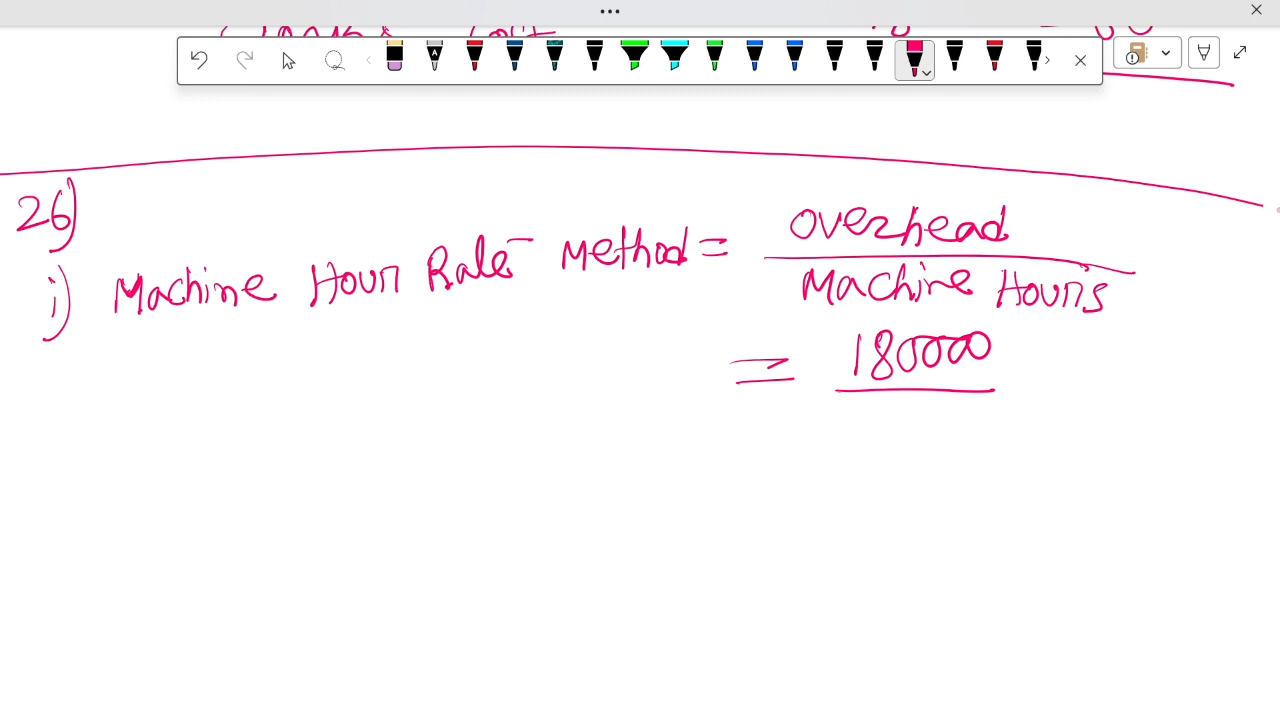 26)
i) Machine Hour Rate Method = Overhead / Machine Hours
= 180000